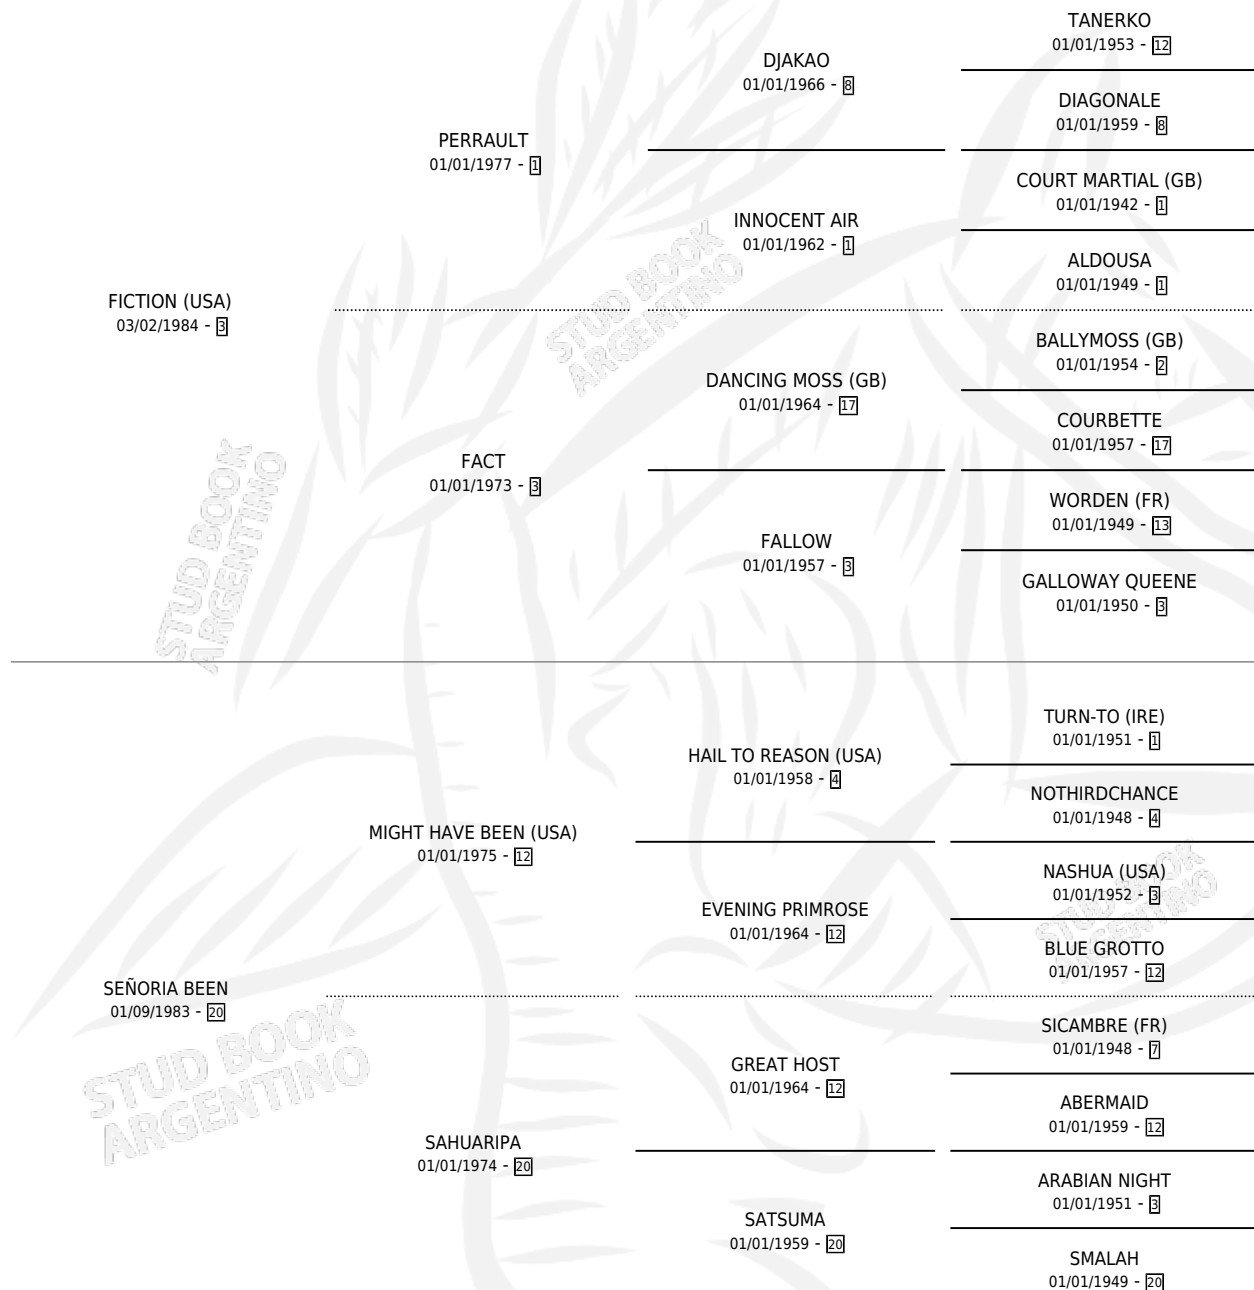 TANERKO
01/01/1953 - 12
DJAKAO
01/01/1966 - 8
DIAGONALE
01/01/1959 - 8
PERRAULT
01/01/1977 - 1
COURT MARTIAL (GB)
01/01/1942 - 1
INNOCENT AIR
01/01/1962 - 1
ALDOUSA
01/01/1949 - 1
FICTION (USA)
03/02/1984 - 3
STUD BOOK
ARGENTINO
BALLYMOSS (GB)
01/01/1954 - 2
DANCING MOSS (GB)
01/01/1964 - 17
COURBETTE
01/01/1957 - 17
FACT
01/01/1973 - 3
WORDEN (FR)
01/01/1949 - 13
FALLOW
01/01/1957 - 3
GALLOWAY QUEENE
01/01/1950 - 3
STUD BOOK
ARGENTINO
TURN-TO (IRE)
01/01/1951 - 1
HAIL TO REASON (USA)
01/01/1958 - 4
NOTHIRDCHANCE
01/01/1948 - 4
MIGHT HAVE BEEN (USA)
01/01/1975 - 12
NASHUA (USA)
01/01/1952 - 3
EVENING PRIMROSE
01/01/1964 - 12
STUD BOOK
ARGENTINO
BLUE GROTTO
01/01/1957 - 12
SEÑORIA BEEN
01/09/1983 - 20
STUD BOOK
ARGENTINO
SICAMBRE (FR)
01/01/1948 - 7
GREAT HOST
01/01/1964 - 12
ABERMAID
01/01/1959 - 12
SAHUARIPA
01/01/1974 - 20
ARABIAN NIGHT
01/01/1951 - 3
SATSUMA
01/01/1959 - 20
SMALAH
01/01/1949 - 20